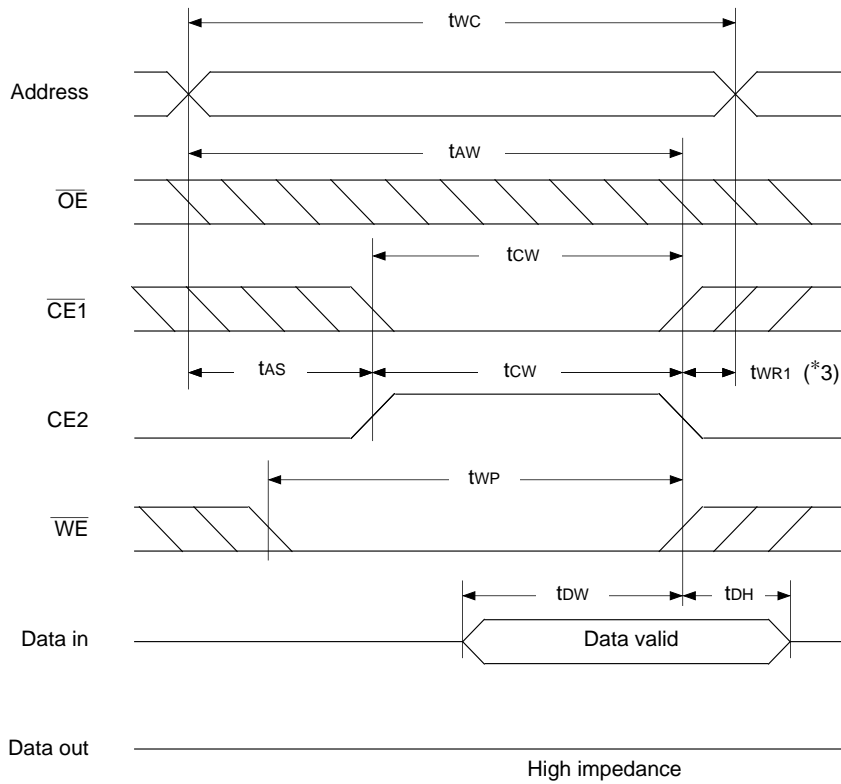 tWC
Address
tAW
OE
tCW
CE1
tAS
tCW
tWR1 (*3)
CE2
tWP
WE
tDW
tDH
Data in
Data valid
Data out
High impedance